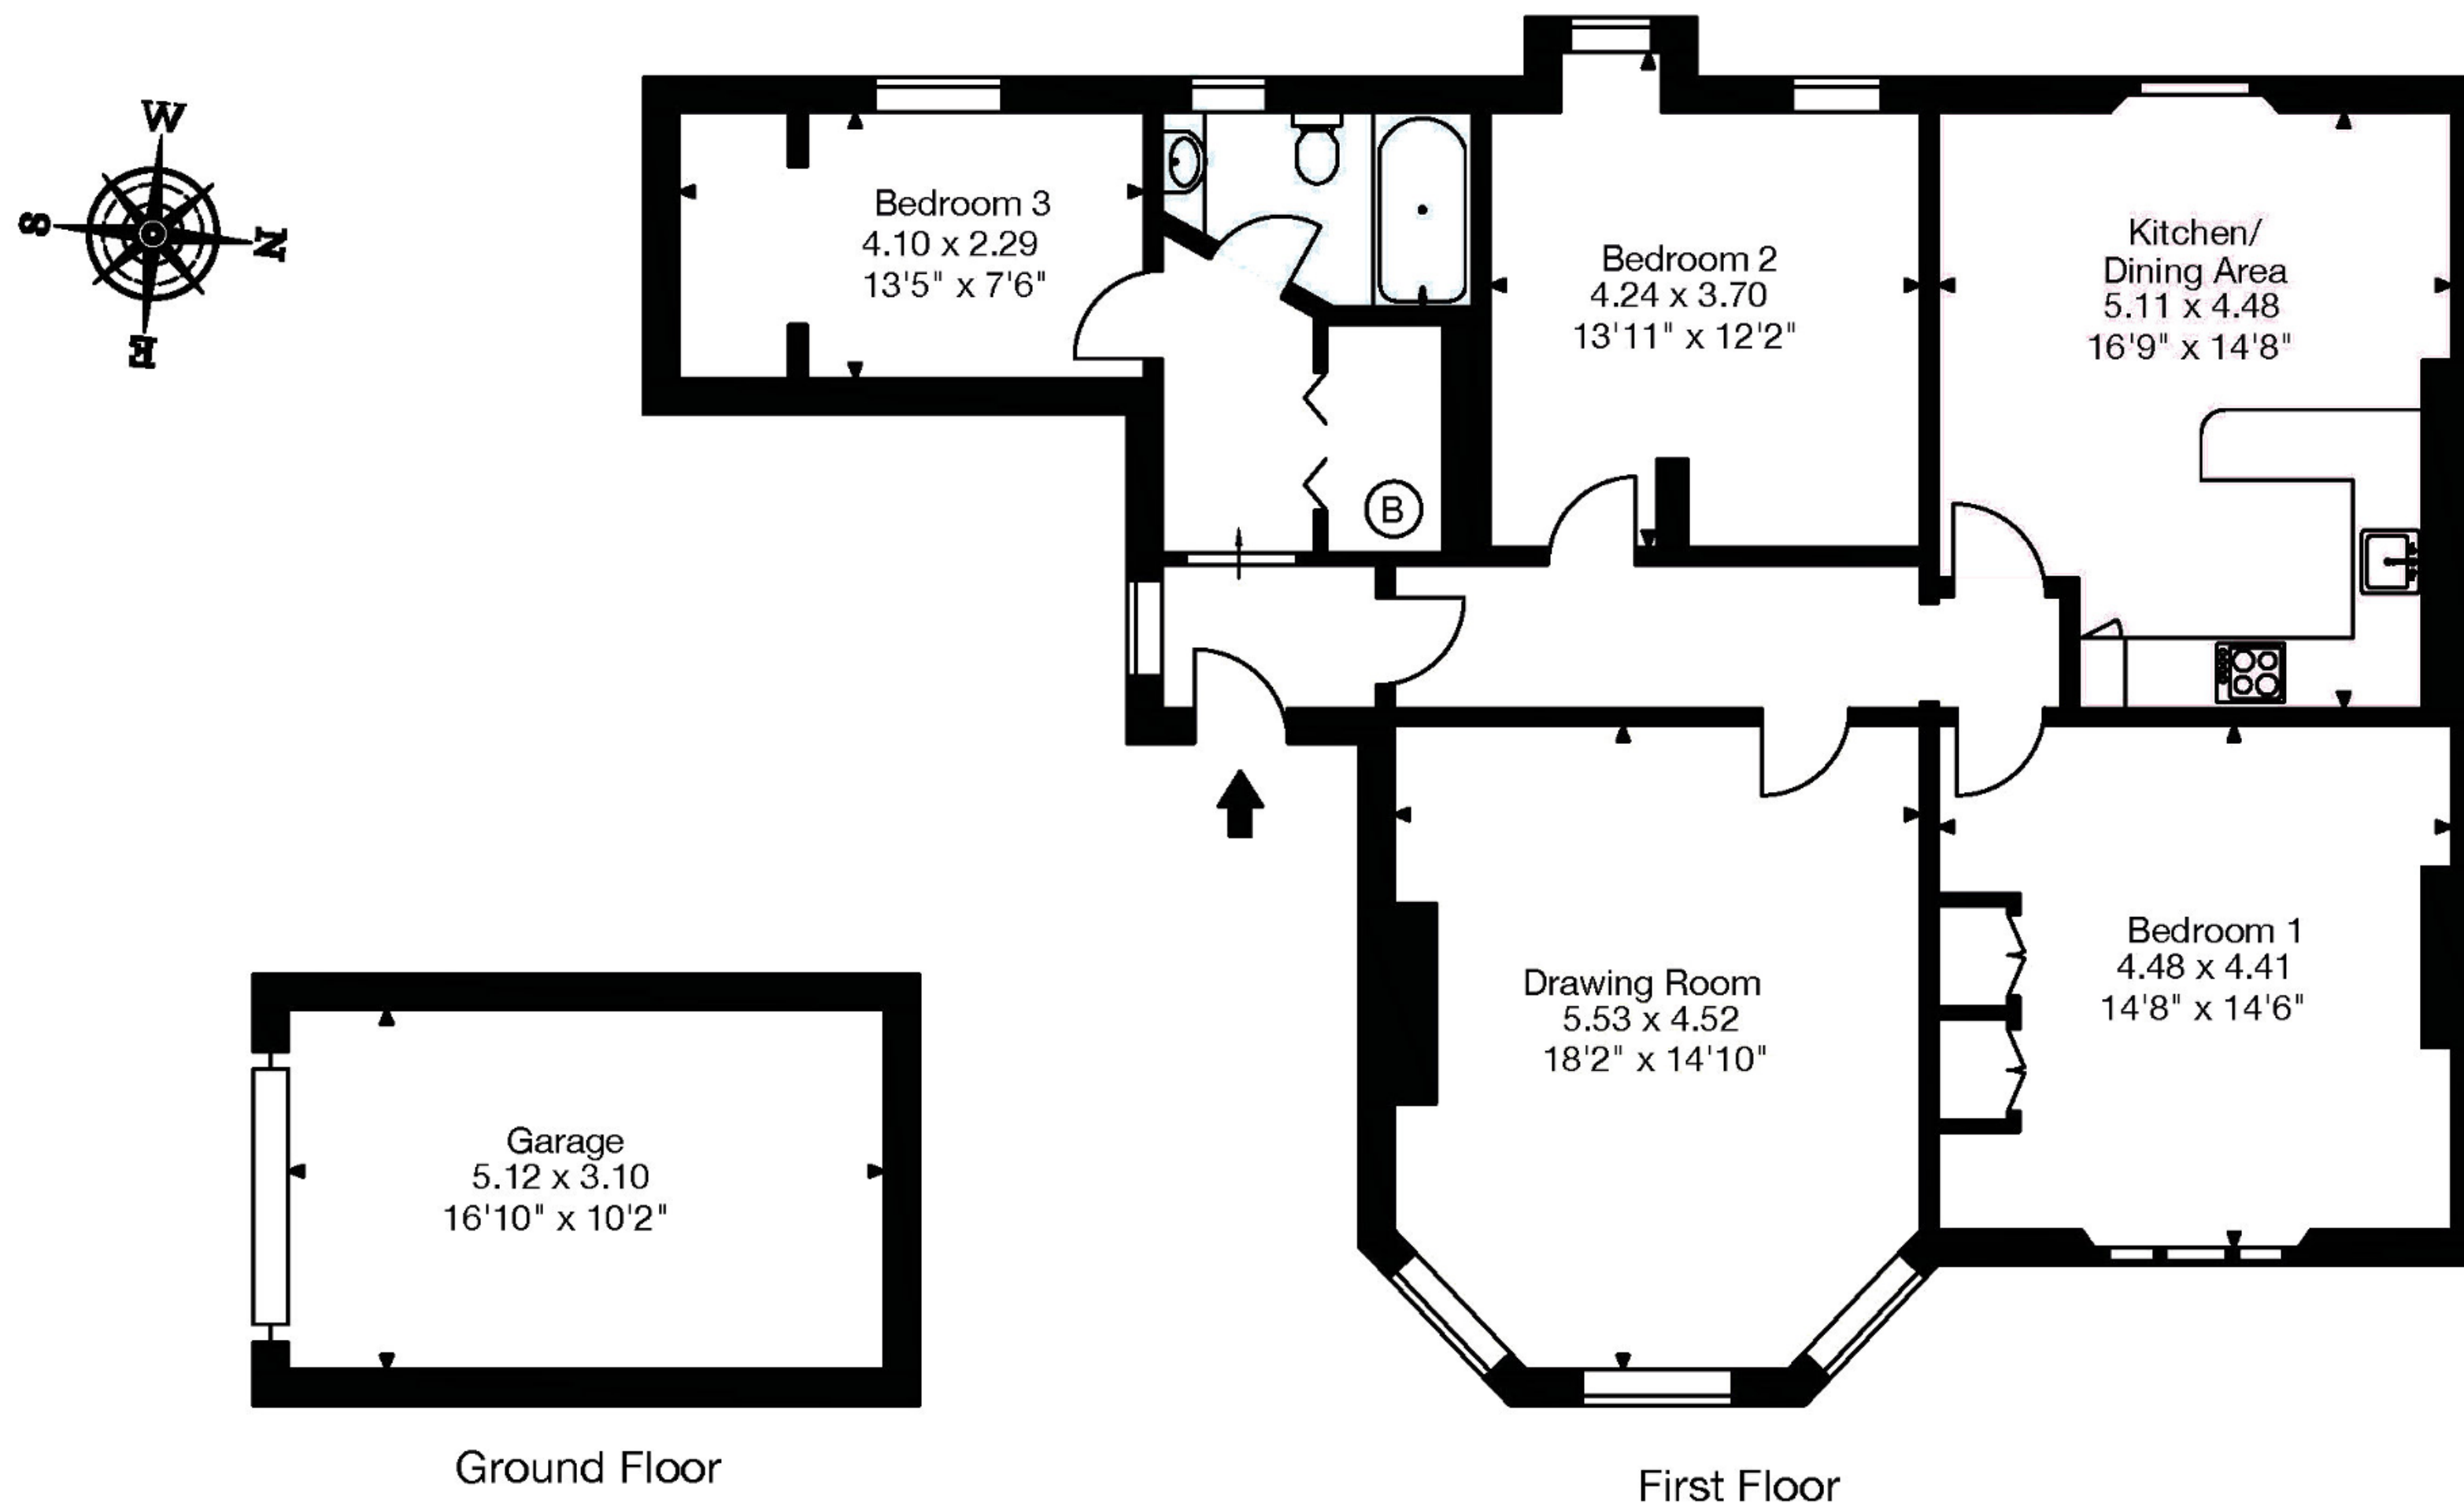 W
S
N
E
Bedroom 3
4.10 x 2.29
13'5" x 7'6"
Bedroom 2
4.24 x 3.70
13'11" x 12'2"
Kitchen/
Dining Area
5.11 x 4.48
16'9" x 14'8"
B
Drawing Room
5.53 x 4.52
18'2" x 14'10"
Bedroom 1
4.48 x 4.41
14'8" x 14'6"
Garage
5.12 x 3.10
16'10" x 10'2"
Ground Floor
First Floor